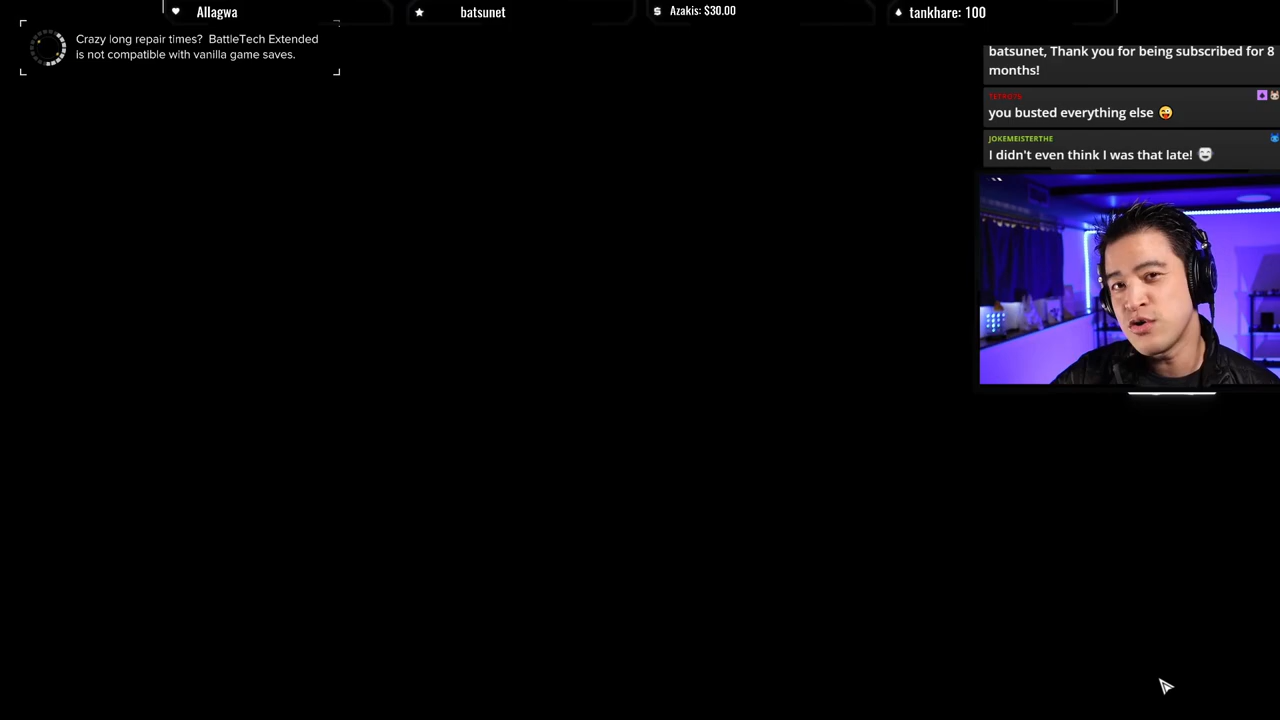 Allagwa
batsunet
Azakis: $30.00
tankhare: 100
Crazy long repair times? BattleTech Extended
is not compatible with vanilla game saves.
batsunet, Thank you for being subscribed for 8
months!
TETRO76
you busted everything else
JOKEMEISTERTHE
I didn't even think I was that late!